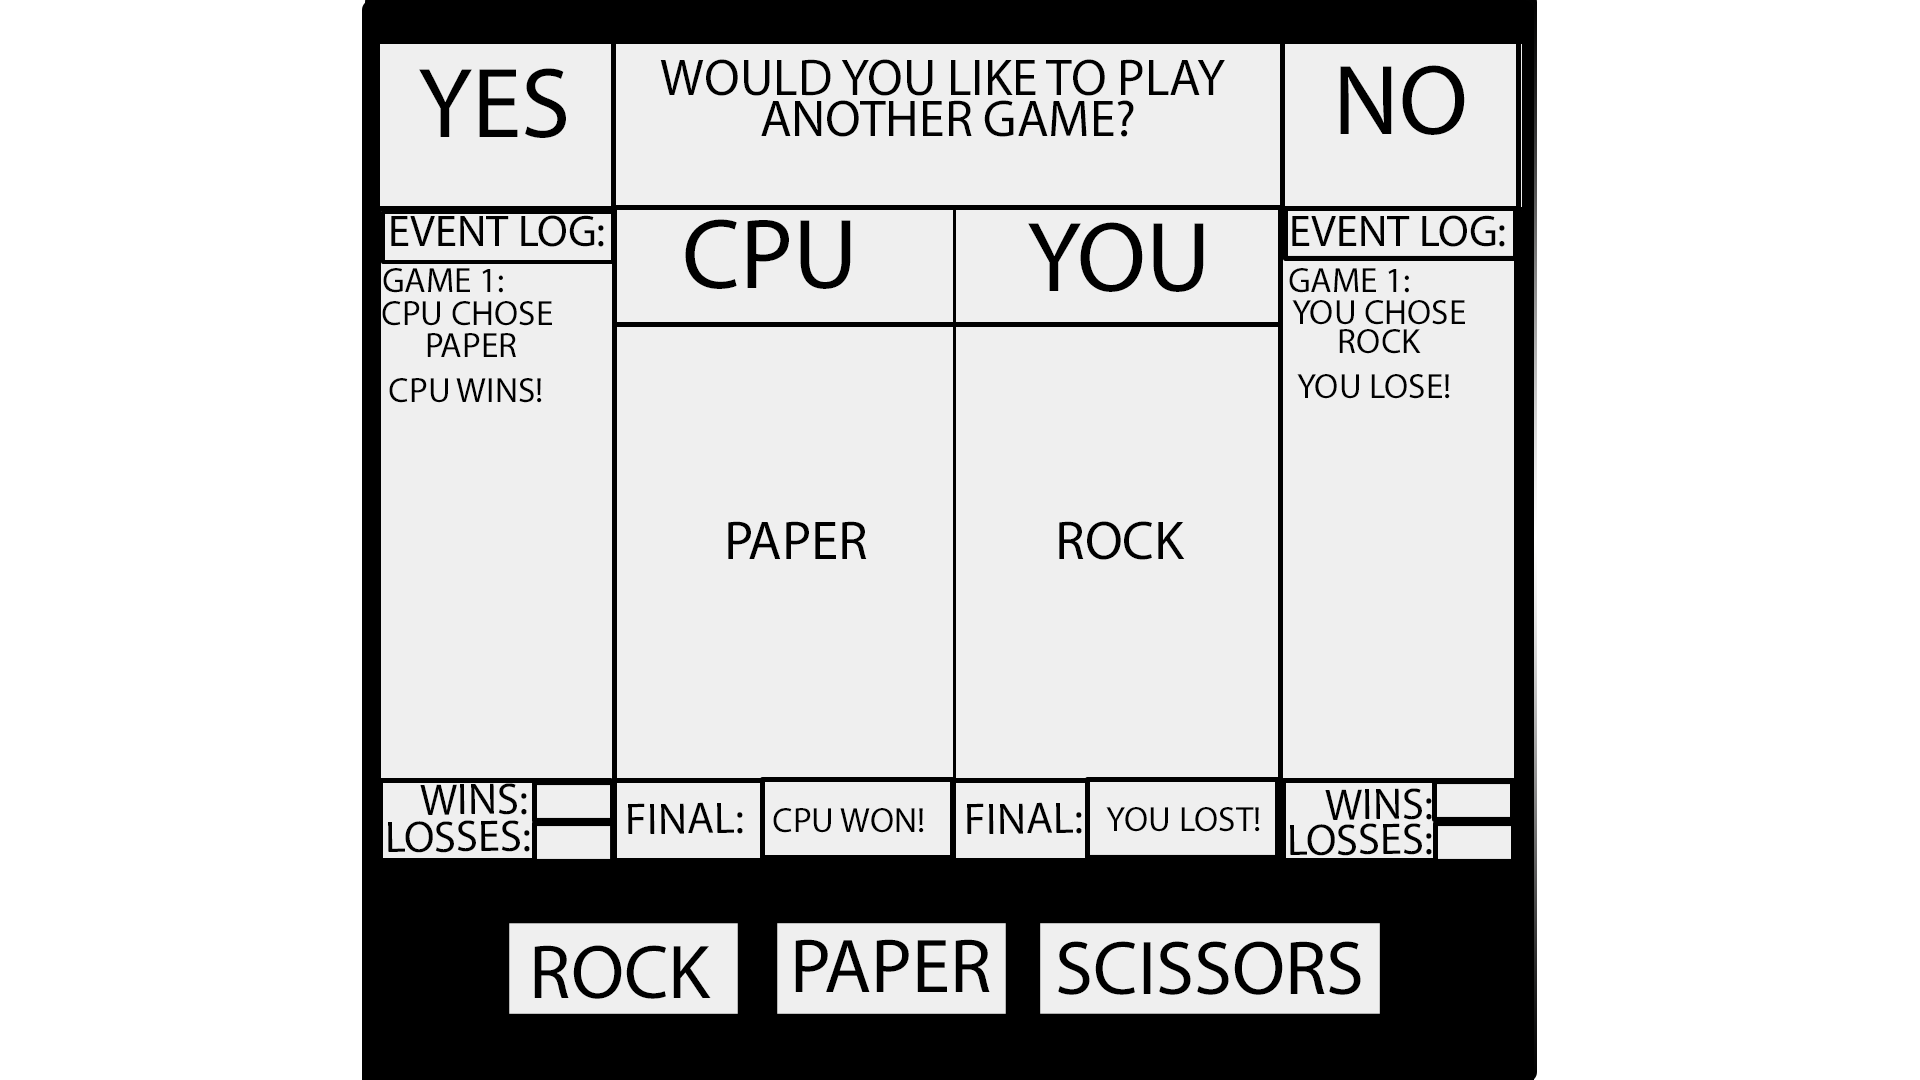 YES
WOULD YOU LIKE TO PLAY
ANOTHER GAME?
NO
EVENT LOG:
GAME 1:
CPU CHOSE
PAPER
CPU WINS!
CPU
YOU
PAPER
ROCK
EVENT LOG:
GAME 1:
YOU CHOSE
ROCK
YOU LOSE!
WINS:
LOSSES:
FINAL:
CPU WON!
FINAL:
YOU LOST!
WINS:
LOSSES:
ROCK
PAPER
SCISSORS